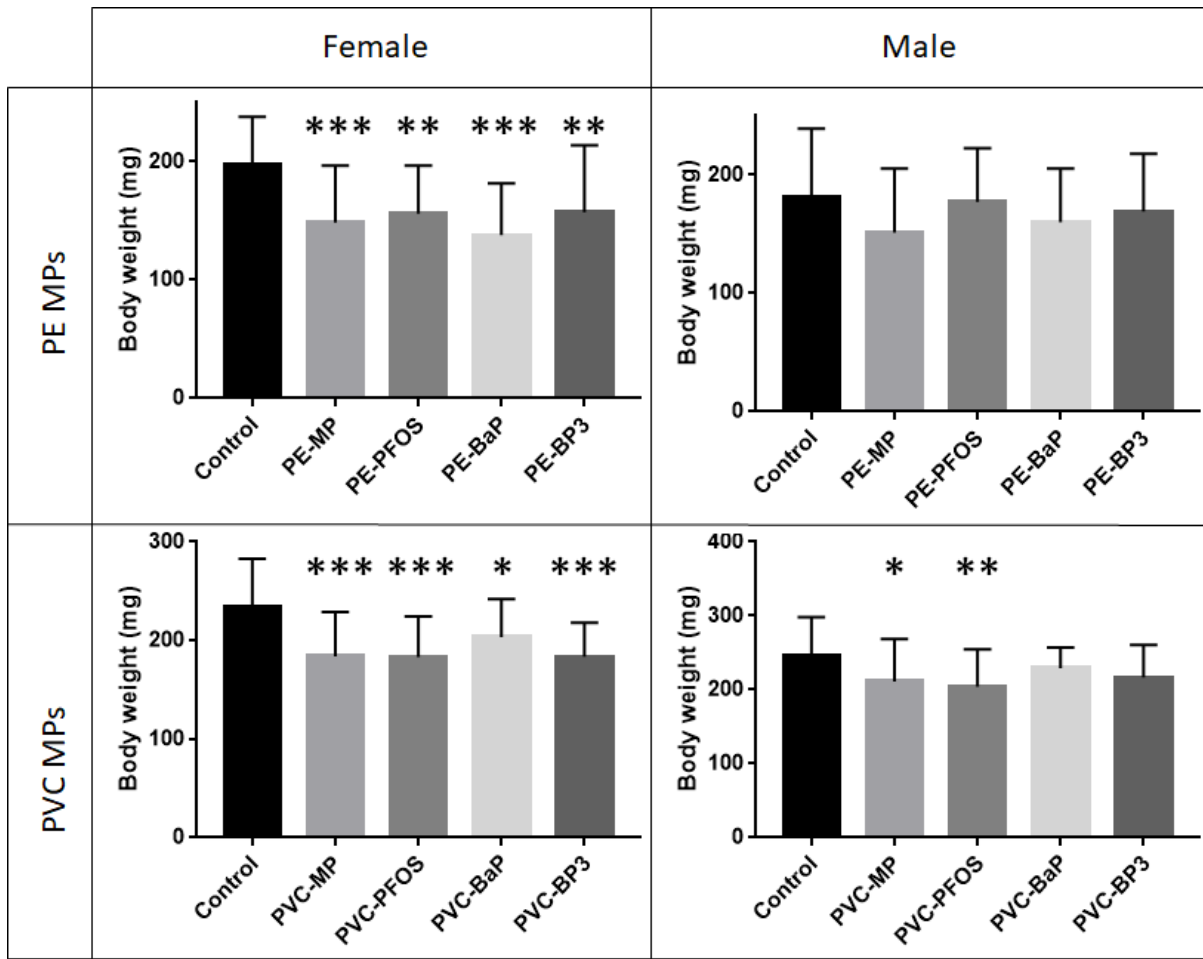 Female Male
PE MPs
Body weight (mg)
200
100
0
*** ** *** **
Control PE-MP PE-PFOS PE-BaP PE-BP3
Body weight (mg)
200
100
0
Control PE-MP PE-PFOS PE-BaP PE-BP3
PVC MPs
Body weight (mg)
300
200
100
0
*** *** * ***
Control PVC-MP PVC-PFOS PVC-BaP PVC-BP3
Body weight (mg)
400
300
200
100
0
* **
Control PVC-MP PVC-PFOS PVC-BaP PVC-BP3